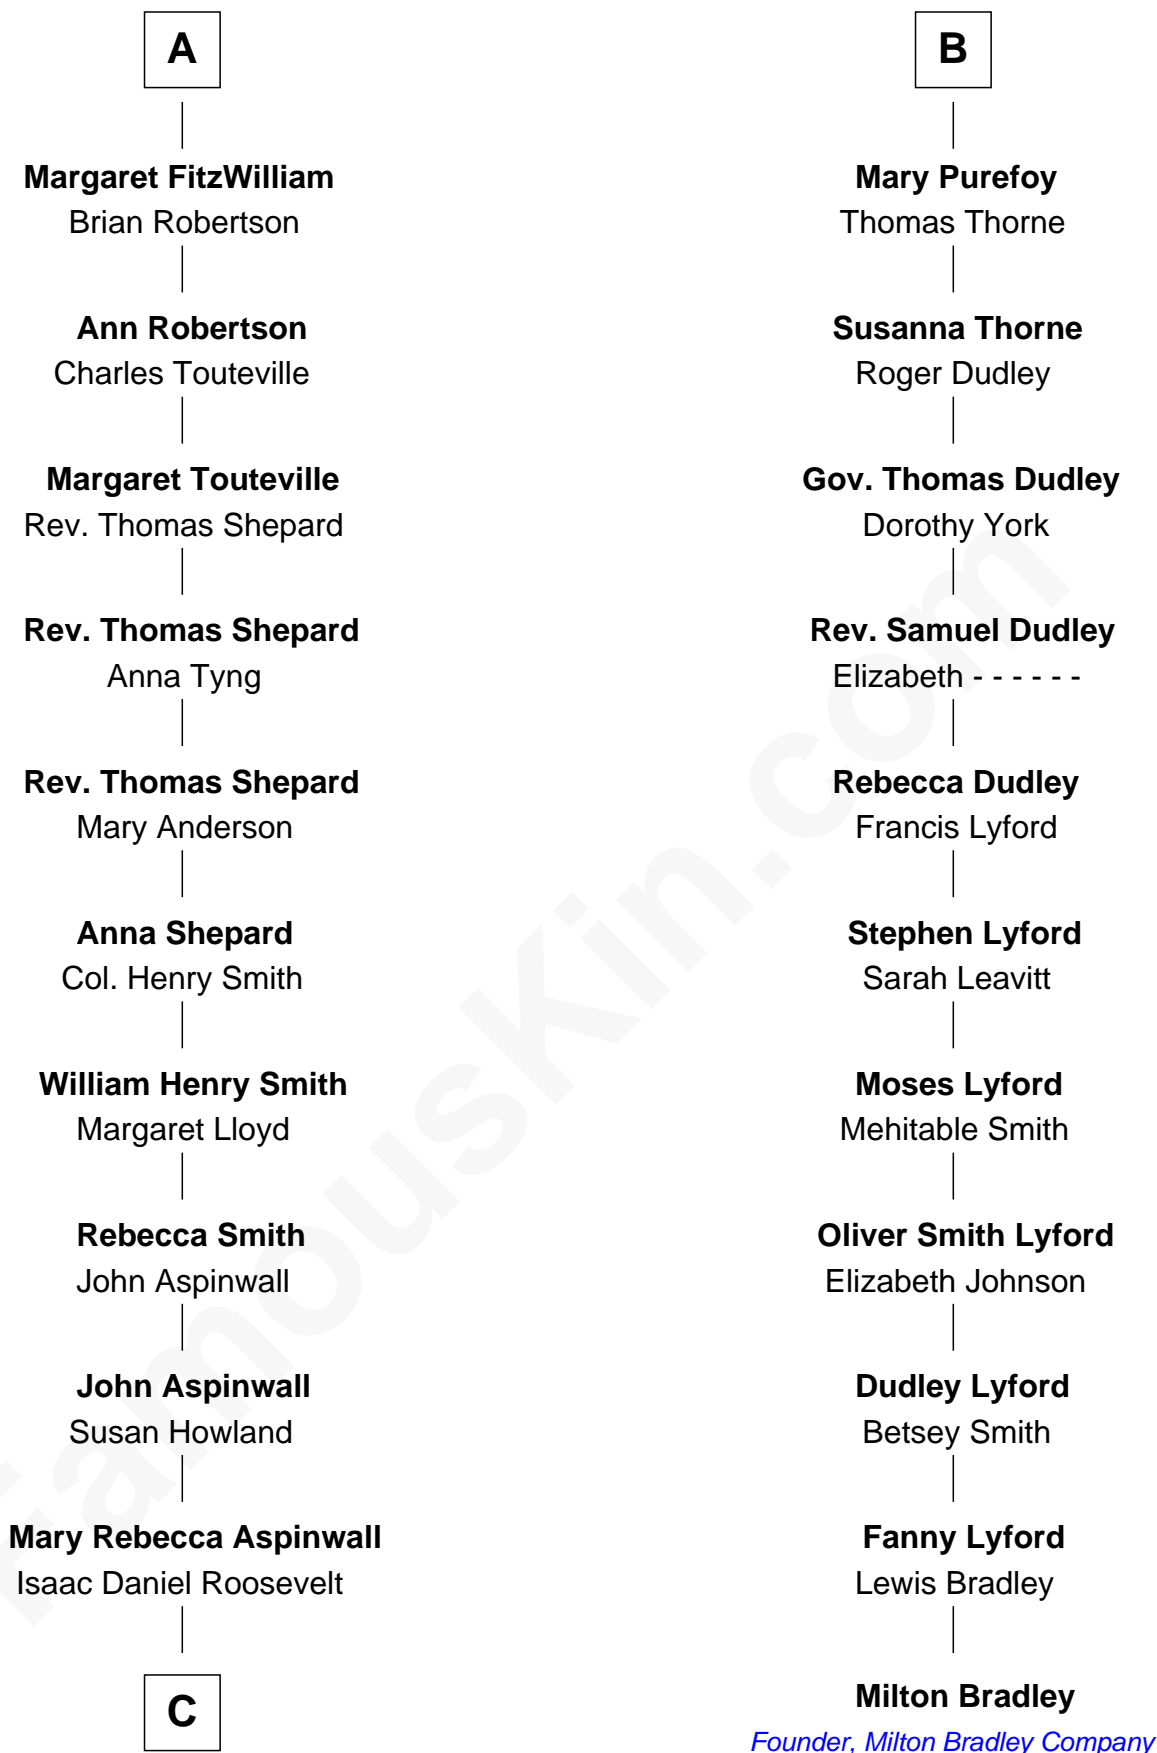 A
Margaret FitzWilliam
Brian Robertson
Ann Robertson
Charles Touteville
Margaret Touteville
Rev. Thomas Shepard
Rev. Thomas Shepard
Anna Tyng
Rev. Thomas Shepard
Mary Anderson
Anna Shepard
Col. Henry Smith
William Henry Smith
Margaret Lloyd
Rebecca Smith
John Aspinwall
John Aspinwall
Susan Howland
Mary Rebecca Aspinwall
Isaac Daniel Roosevelt
C
B
Mary Purefoy
Thomas Thorne
Susanna Thorne
Roger Dudley
Gov. Thomas Dudley
Dorothy York
Rev. Samuel Dudley
Elizabeth - - - - - -
Rebecca Dudley
Francis Lyford
Stephen Lyford
Sarah Leavitt
Moses Lyford
Mehitable Smith
Oliver Smith Lyford
Elizabeth Johnson
Dudley Lyford
Betsey Smith
Fanny Lyford
Lewis Bradley
Milton Bradley
Founder, Milton Bradley Company
FamousKin.com